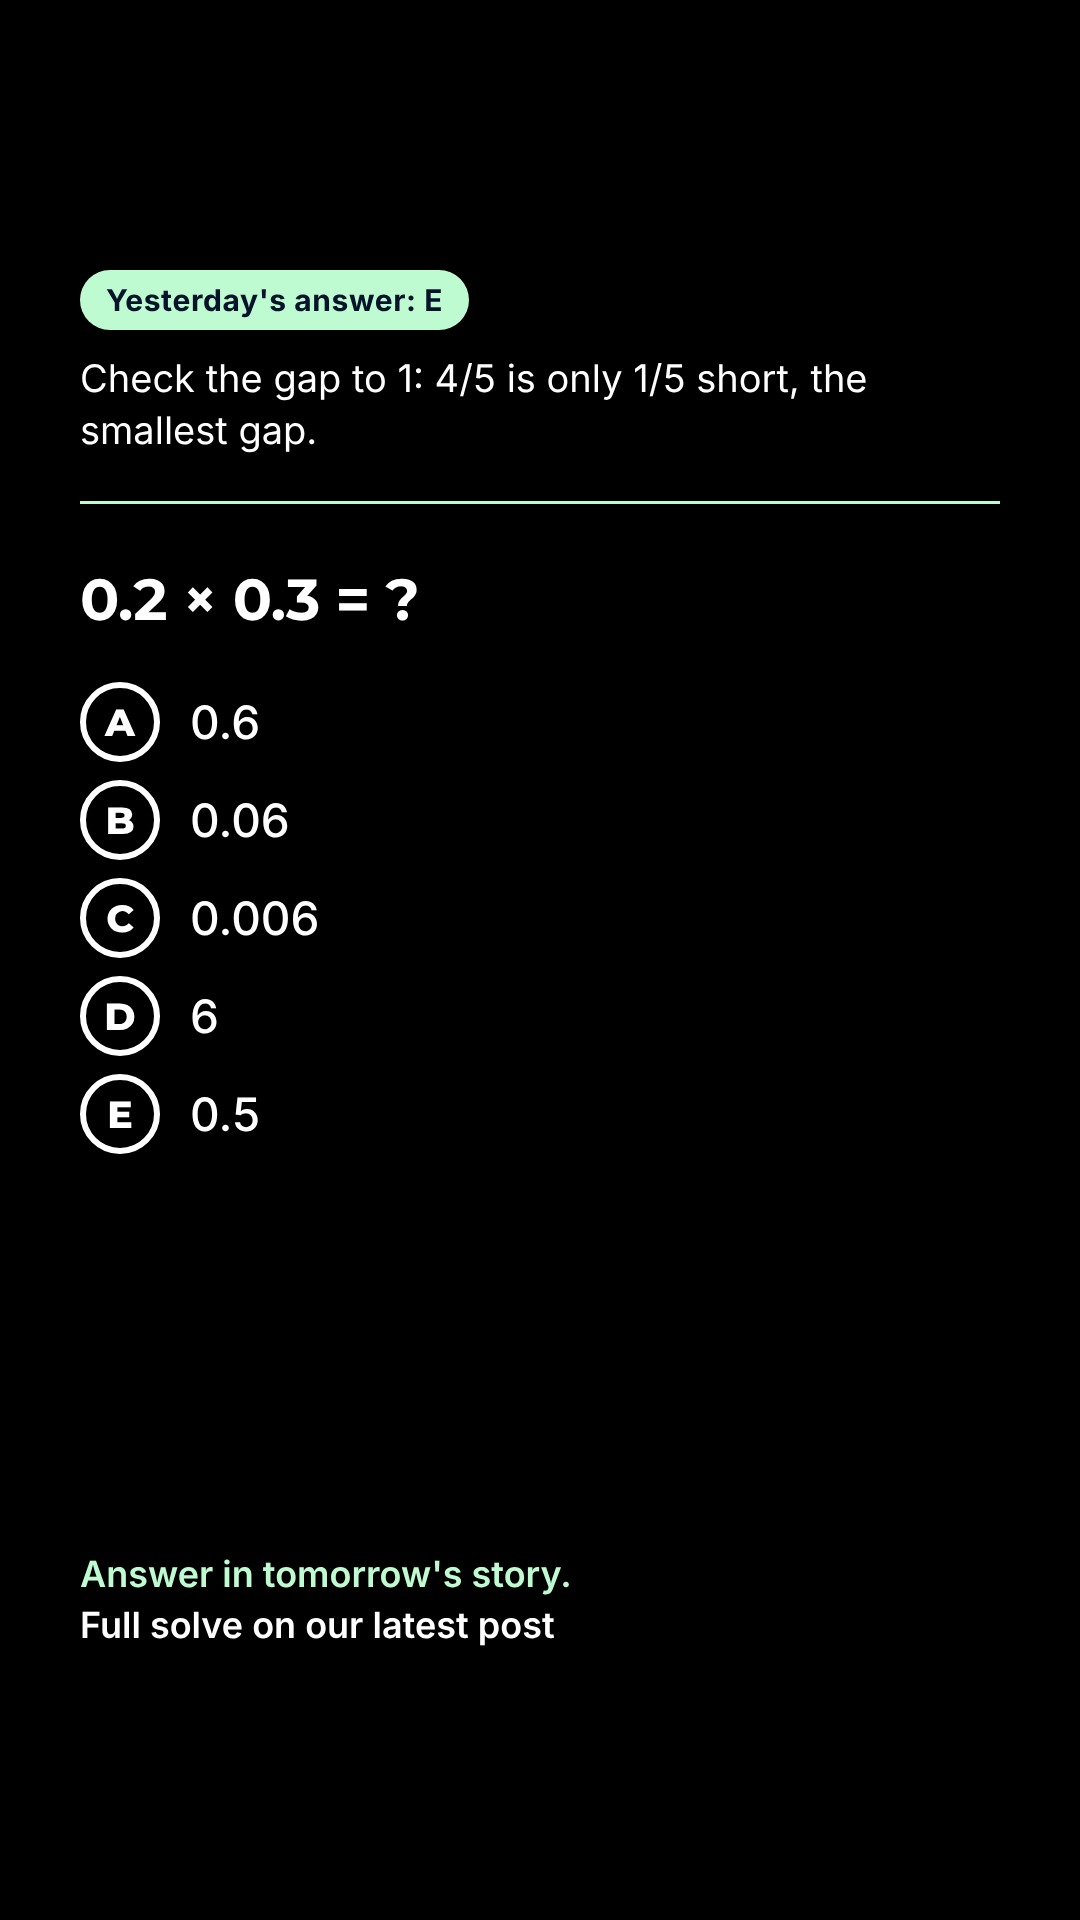 Yesterday's answer: E
Check the gap to 1: 4/5 is only 1/5 short, the
smallest gap.
0.2 × 0.3 = ?
A 0.6
B 0.06
C 0.006
D 6
E 0.5
Answer in tomorrow's story.
Full solve on our latest post